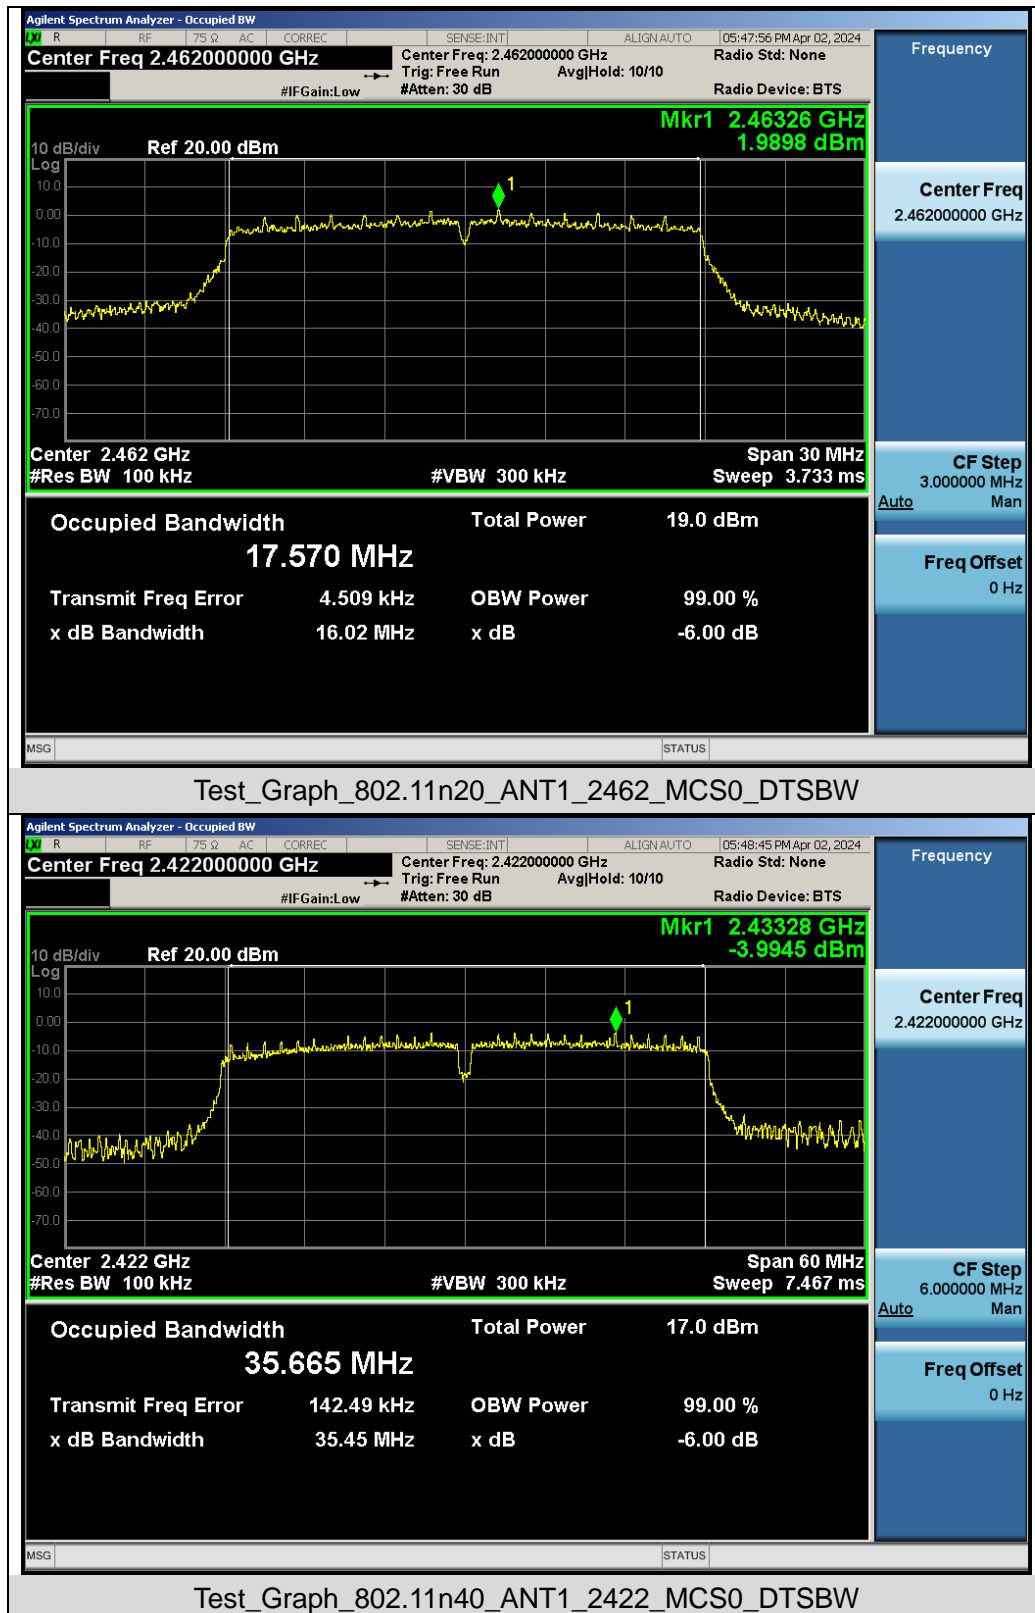 Agilent Spectrum Analyzer - Occupied BW
LXI R RF 75 Ω AC CORREC SENSE:INT ALIGN AUTO 05:47:56 PM Apr 02, 2024
Center Freq 2.462000000 GHz
Center Freq: 2.462000000 GHz
Radio Std: None
Trig: Free Run Avg|Hold: 10/10
#IFGain:Low
#Atten: 30 dB
Radio Device: BTS
Frequency
Mkr1 2.46326 GHz
1.9898 dBm
10 dB/div Ref 20.00 dBm
Log
10.0
0.00
-10.0
-20.0
-30.0
-40.0
-50.0
-60.0
-70.0
1
Center 2.462 GHz
Span 30 MHz
#Res BW 100 kHz
#VBW 300 kHz
Sweep 3.733 ms
Center Freq
2.462000000 GHz
CF Step
3.000000 MHz
Auto Man
Freq Offset
0 Hz
Occupied Bandwidth
Total Power 19.0 dBm
17.570 MHz
Transmit Freq Error 4.509 kHz OBW Power 99.00 %
x dB Bandwidth 16.02 MHz x dB -6.00 dB
MSG STATUS
Test_Graph_802.11n20_ANT1_2462_MCS0_DTSBW
Agilent Spectrum Analyzer - Occupied BW
LXI R RF 75 Ω AC CORREC SENSE:INT ALIGN AUTO 05:48:45 PM Apr 02, 2024
Center Freq 2.422000000 GHz
Center Freq: 2.422000000 GHz
Radio Std: None
Trig: Free Run Avg|Hold: 10/10
#IFGain:Low
#Atten: 30 dB
Radio Device: BTS
Frequency
Mkr1 2.43328 GHz
-3.9945 dBm
10 dB/div Ref 20.00 dBm
Log
10.0
0.00
-10.0
-20.0
-30.0
-40.0
-50.0
-60.0
-70.0
1
Center 2.422 GHz
Span 60 MHz
#Res BW 100 kHz
#VBW 300 kHz
Sweep 7.467 ms
Center Freq
2.422000000 GHz
CF Step
6.000000 MHz
Auto Man
Freq Offset
0 Hz
Occupied Bandwidth
Total Power 17.0 dBm
35.665 MHz
Transmit Freq Error 142.49 kHz OBW Power 99.00 %
x dB Bandwidth 35.45 MHz x dB -6.00 dB
MSG STATUS
Test_Graph_802.11n40_ANT1_2422_MCS0_DTSBW